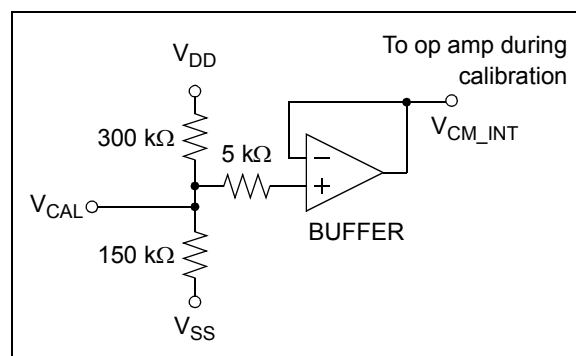 To op amp during
calibration
V_DD
300 kΩ
5 kΩ
V_CM_INT
−
+
V_CAL
BUFFER
150 kΩ
V_SS